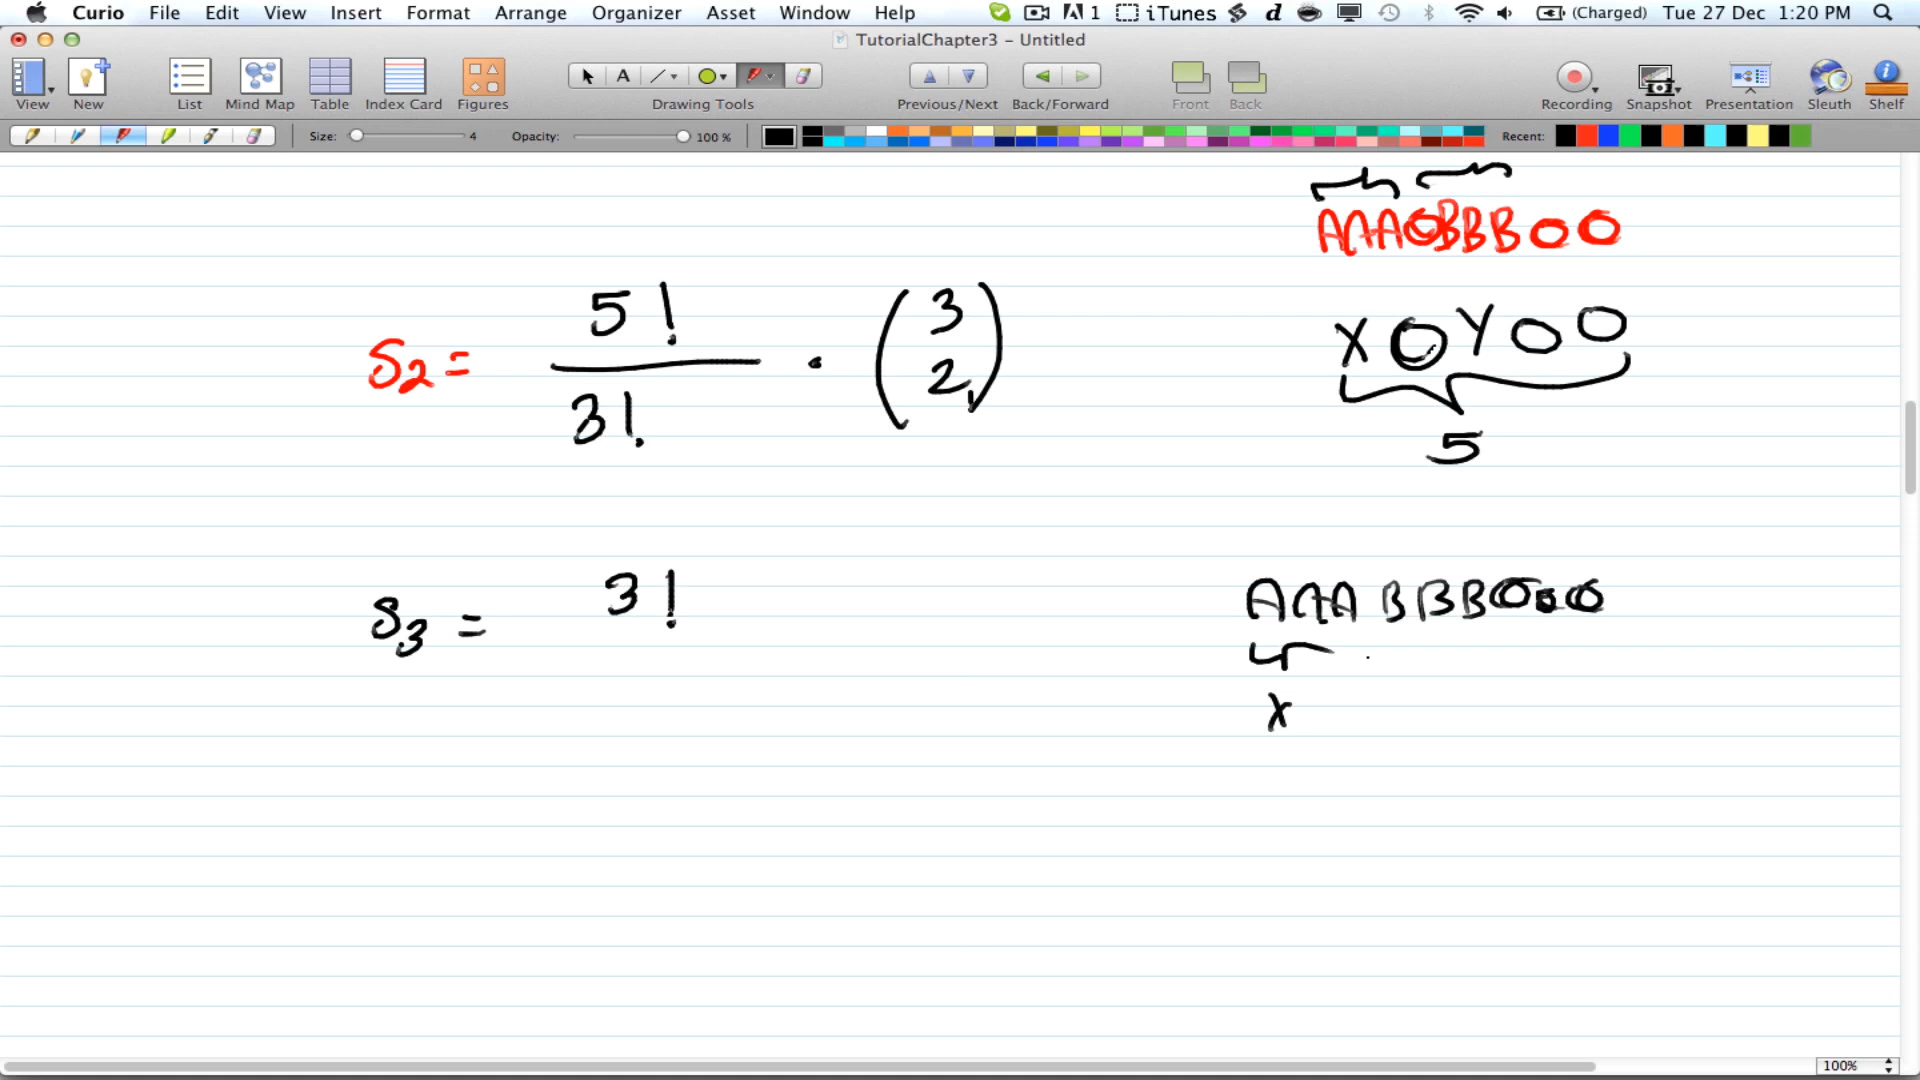 Curio File Edit View Insert Format Arrange Organizer Asset Window Help 1 iTunes (Charged) Tue 27 Dec 1:20 PM
TutorialChapter3 – Untitled
View New List Mind Map Table Index Card Figures A Drawing Tools Previous/Next Back/Forward Front Back Recording Snapshot Presentation Sleuth Shelf
Size: 4 Opacity: 100 % Recent:
AAAOBBBOO
S2 = 5! / 3! · (3 2)
XOYOO
5
S3 = 3!
AAABBBOOO
X
100%